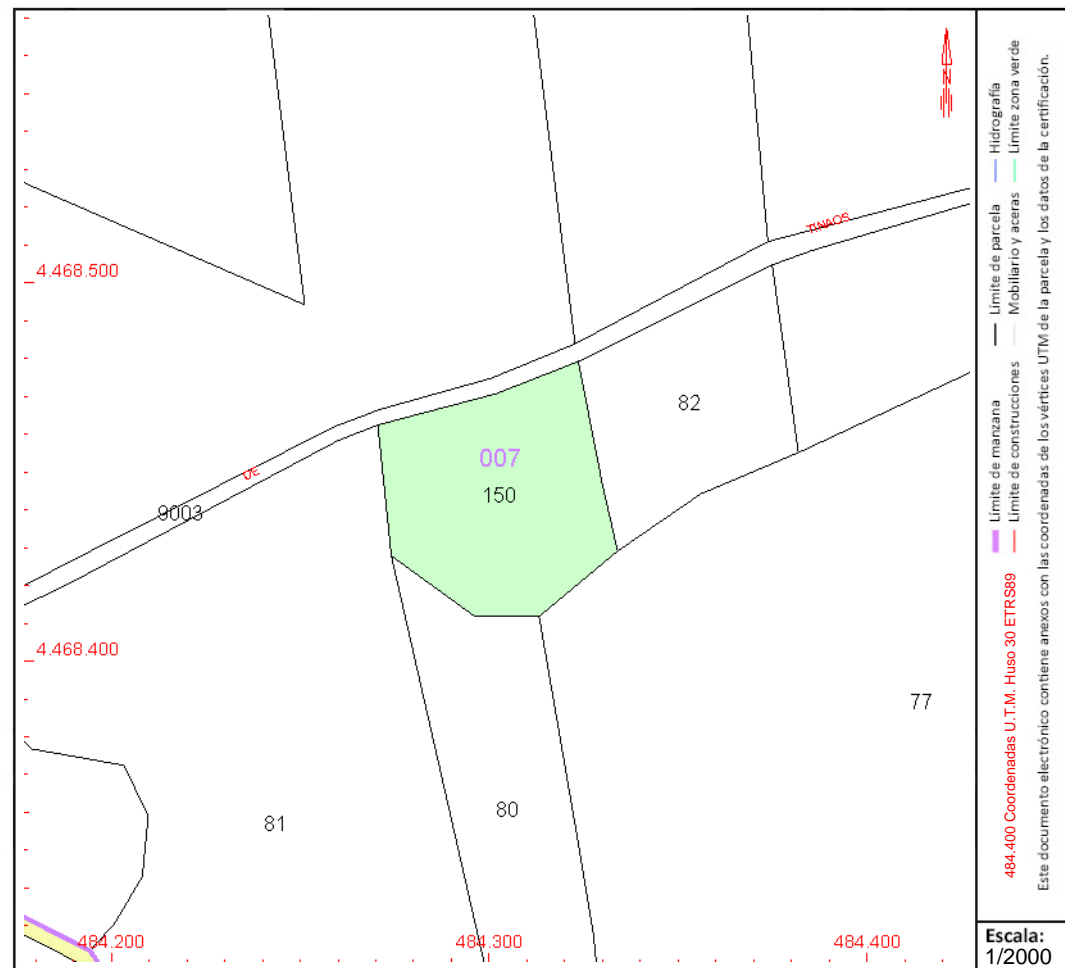 N
TINAOS
4.468.500
82
007
150
DE
9003
4.468.400
77
80
81
484.200
484.300
484.400
484.400 Coordenadas U.T.M. Huso 30 ETRS89
Límite de manzana
Límite de parcela
Hidrografía
Límite de construcciones
Mobiliario y aceras
Límite zona verde
Este documento electrónico contiene anexos con las coordenadas de los vértices UTM de la parcela y los datos de la certificación.
Escala:
1/2000